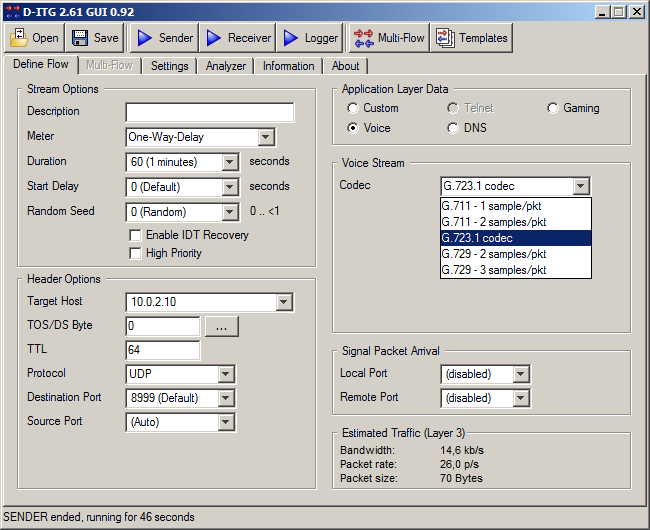 D-ITG 2.61 GUI 0.92
Open Save Sender Receiver Logger Multi-Flow Templates
Define Flow Multi-Flow Settings Analyzer Information About
Stream Options
Description
Meter One-Way-Delay
Duration 60 (1 minutes) seconds
Start Delay 0 (Default) seconds
Random Seed 0 (Random) 0 .. <1
Enable IDT Recovery
High Priority
Header Options
Target Host 10.0.2.10
TOS/DS Byte 0 ...
TTL 64
Protocol UDP
Destination Port 8999 (Default)
Source Port (Auto)
Application Layer Data
Custom Telnet Gaming
Voice DNS
Voice Stream
Codec G.723.1 codec
G.711 - 1 sample/pkt
G.711 - 2 samples/pkt
G.723.1 codec
G.729 - 2 samples/pkt
G.729 - 3 samples/pkt
Signal Packet Arrival
Local Port (disabled)
Remote Port (disabled)
Estimated Traffic (Layer 3)
Bandwidth: 14,6 kb/s
Packet rate: 26,0 p/s
Packet size: 70 Bytes
SENDER ended, running for 46 seconds